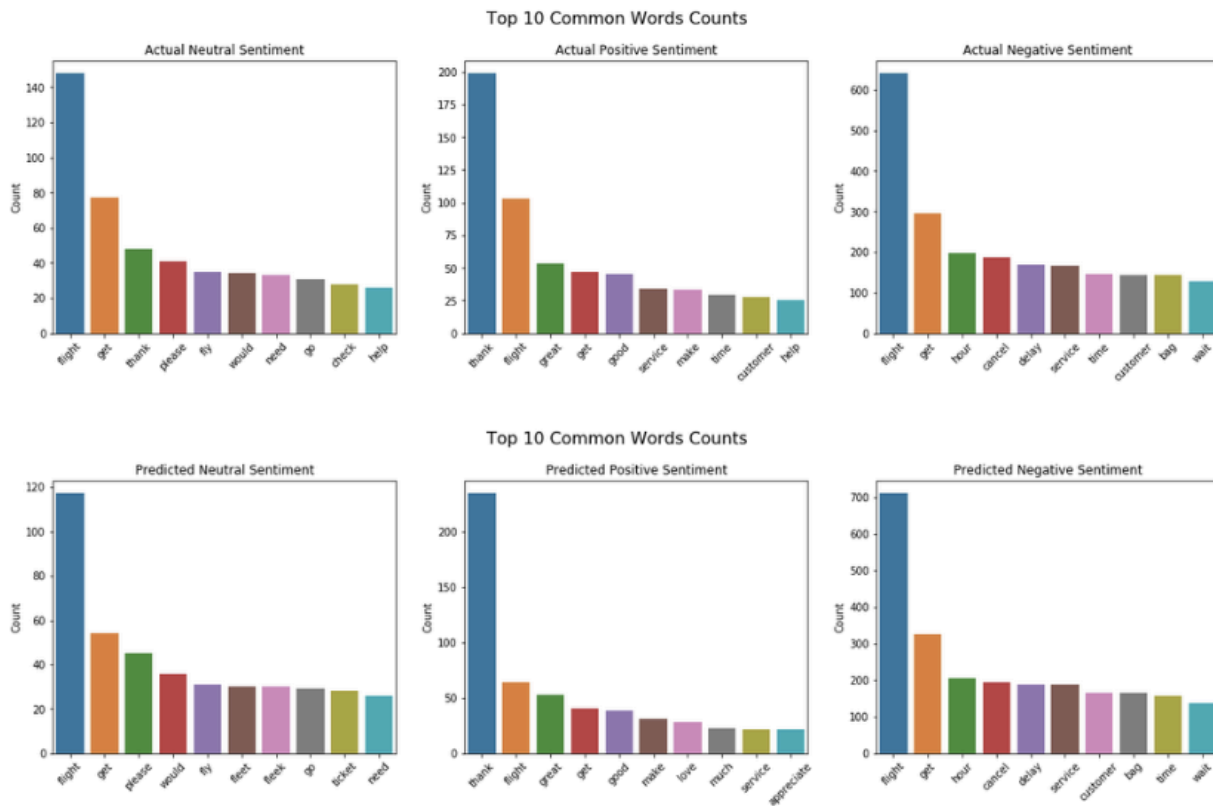 Top 10 Common Words Counts
Actual Neutral Sentiment
Count
140
120
100
80
60
40
20
0
flight
get
thank
please
fly
would
need
go
check
help
Actual Positive Sentiment
Count
200
175
150
125
100
75
50
25
0
thank
flight
great
get
good
service
make
time
customer
help
Actual Negative Sentiment
Count
600
500
400
300
200
100
0
flight
get
hour
cancel
delay
service
time
customer
bag
wait
Top 10 Common Words Counts
Predicted Neutral Sentiment
Count
120
100
80
60
40
20
0
flight
get
please
would
fly
fleet
fleek
go
ticket
need
Predicted Positive Sentiment
Count
200
150
100
50
0
thank
flight
great
get
good
make
love
much
service
appreciate
Predicted Negative Sentiment
Count
700
600
500
400
300
200
100
0
flight
get
hour
cancel
delay
service
customer
bag
time
wait